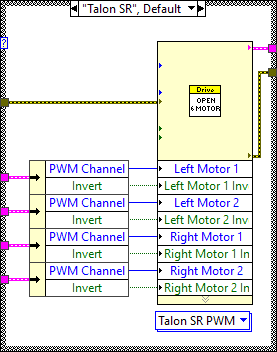 "Talon SR", Default
?
Drive
OPEN
6 MOTOR
PWM Channel Left Motor 1
Invert Left Motor 1 Inv
PWM Channel Left Motor 2
Invert Left Motor 2 Inv
PWM Channel Right Motor 1
Invert Right Motor 1 In
PWM Channel Right Motor 2
Invert Right Motor 2 In
Talon SR PWM